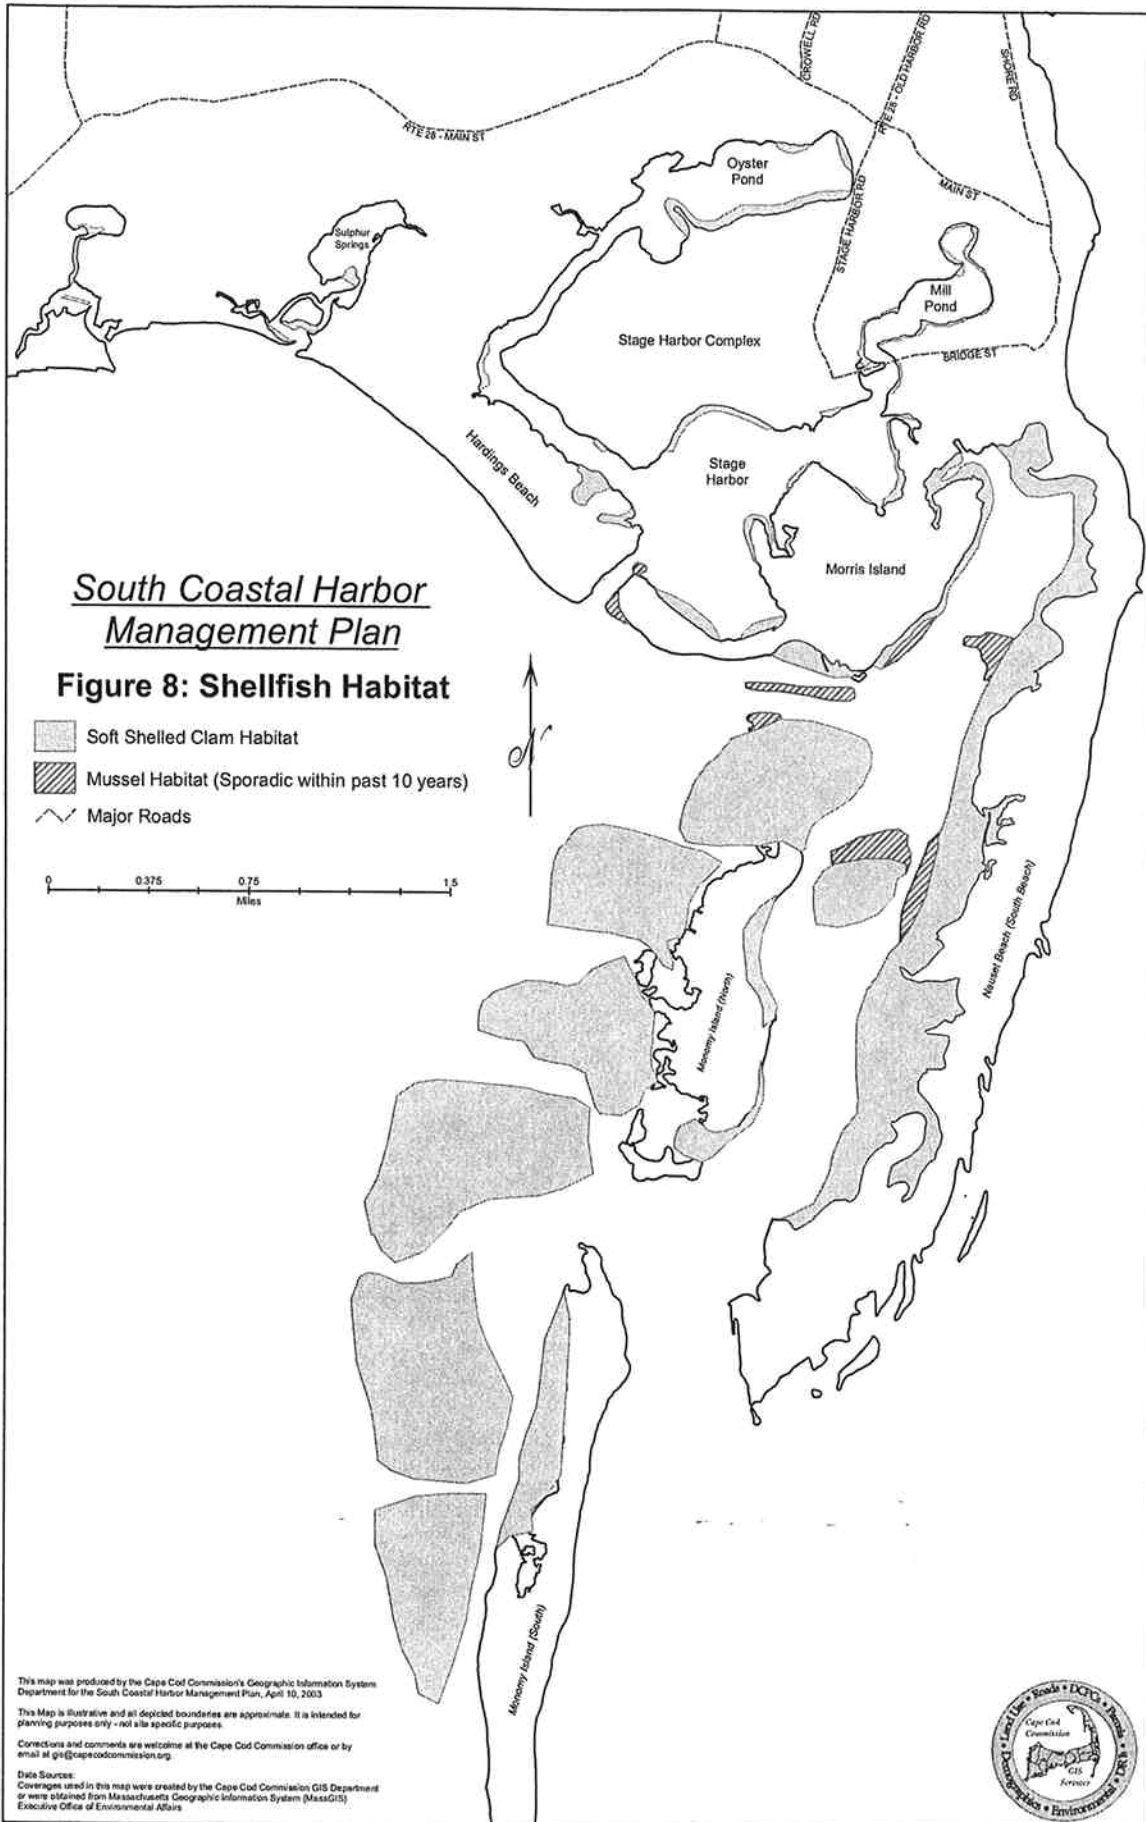 CROWELL RD
RTE 28 - OLD HARBOR RD
SHORE RD
RTE 28 - MAIN ST
Oyster
Pond
MAIN ST
STAGE HARBOR RD
Sulphur
Springs
Mill
Pond
Stage Harbor Complex
BRIDGE ST
Hardings Beach
Stage
Harbor
Morris Island
South Coastal Harbor
Management Plan
Figure 8: Shellfish Habitat
Soft Shelled Clam Habitat
Mussel Habitat (Sporadic within past 10 years)
Major Roads
N
0 0.375 0.75 1.5
Miles
Nauset Beach (South Beach)
Monomy Island (North)
Monomy Island (South)
This map was produced by the Cape Cod Commission's Geographic Information System
Department for the South Coastal Harbor Management Plan, April 10, 2003
This Map is illustrative and all depicted boundaries are approximate. It is intended for
planning purposes only - not site specific purposes.
Corrections and comments are welcome at the Cape Cod Commission office or by
email at gis@capecodcommission.org.
Data Sources:
Coverages used in this map were created by the Cape Cod Commission GIS Department
or were obtained from Massachusetts Geographic Information System (MassGIS)
Executive Office of Environmental Affairs
Demographics • Land Use • Roads • DCPCs • Permits • DRIs • Environmental
Cape Cod
Commission
GIS
Services